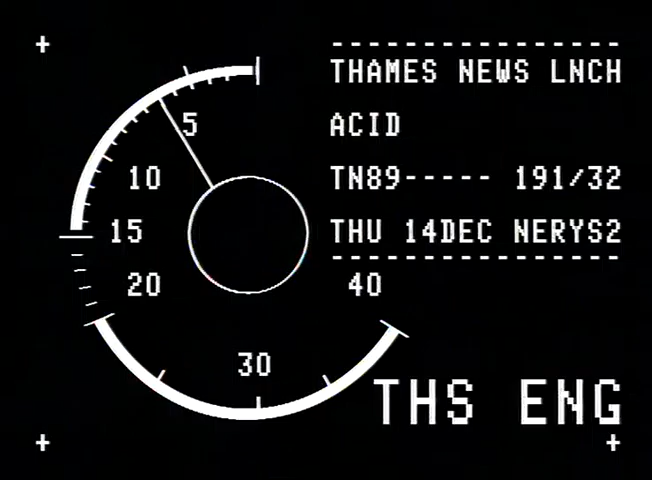 THAMES NEWS LNCH
ACID
TN89----- 191/32
THU 14DEC NERYS2
5
10
15
20
30
40
THS ENG